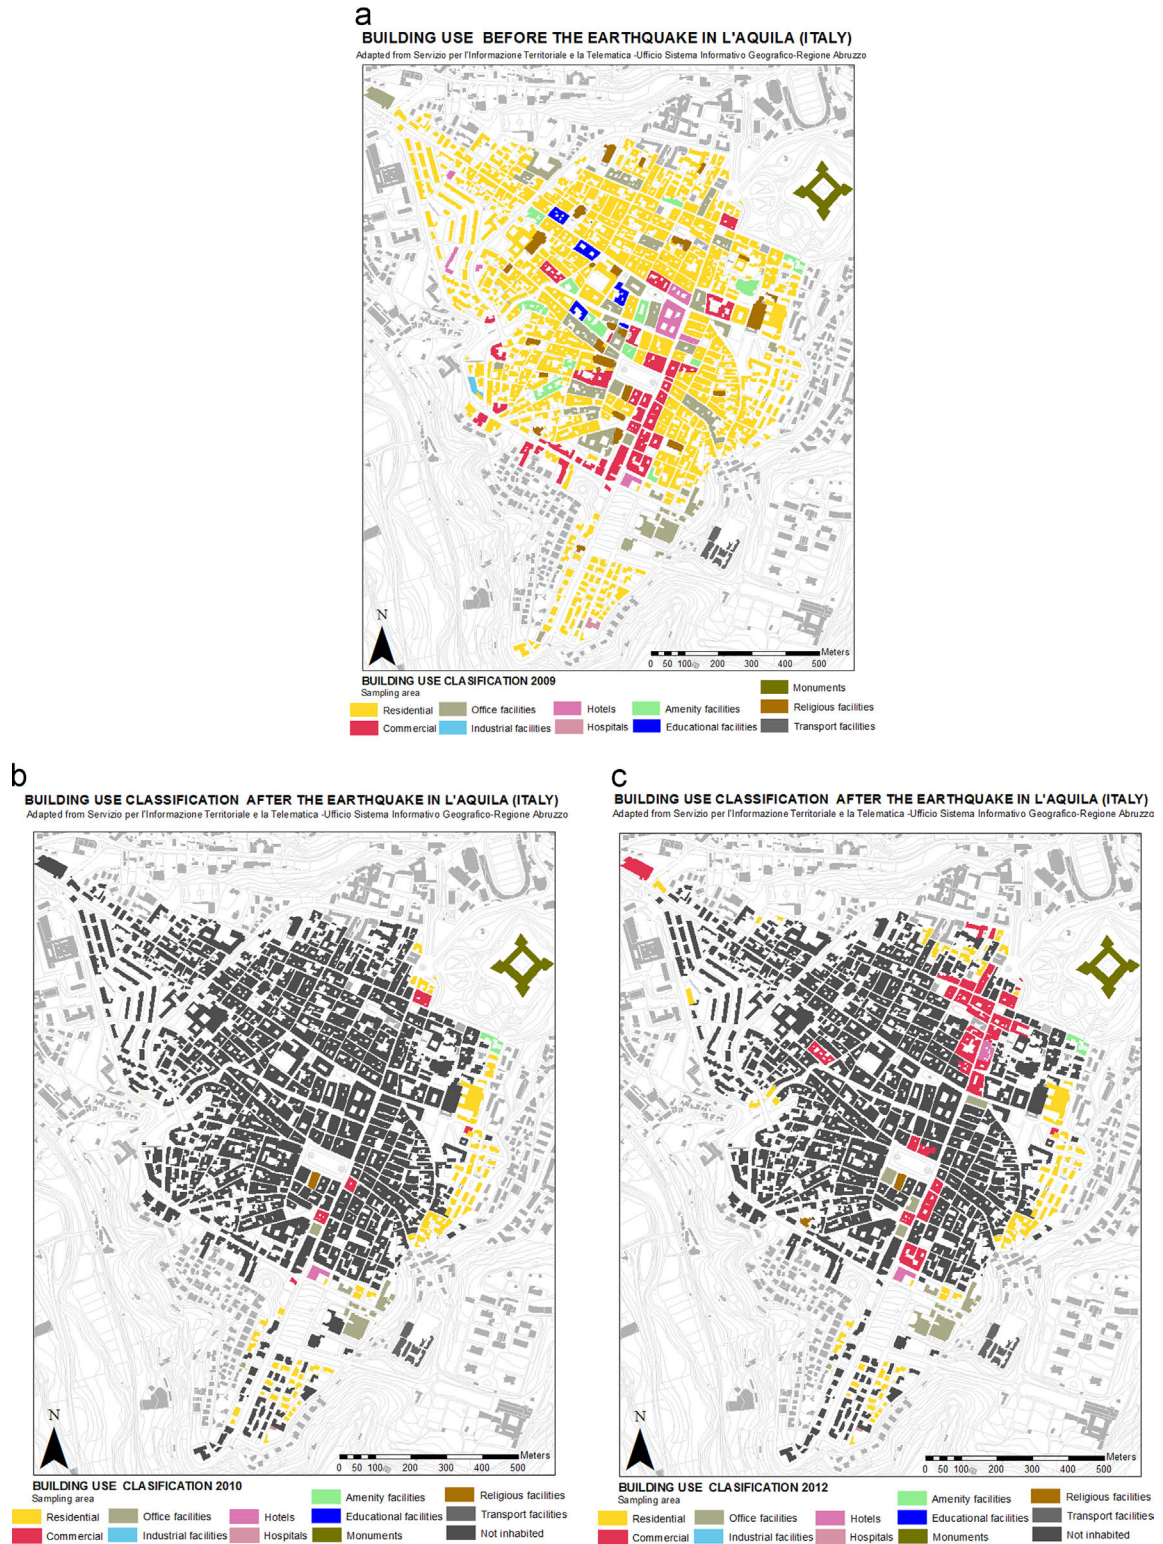 a
BUILDING USE BEFORE THE EARTHQUAKE IN L'AQUILA (ITALY)
Adapted from Servizio per l'Informazione Territoriale e la Telematica -Ufficio Sistema Informativo Geografico-Regione Abruzzo
N
Meters
0 50 100 200 300 400 500
BUILDING USE CLASIFICATION 2009
Sampling area
Monuments
Residential Office facilities Hotels Amenity facilities Religious facilities
Commercial Industrial facilities Hospitals Educational facilities Transport facilities
b
BUILDING USE CLASSIFICATION AFTER THE EARTHQUAKE IN L'AQUILA (ITALY)
Adapted from Servizio per l'Informazione Territoriale e la Telematica -Ufficio Sistema Informativo Geografico-Regione Abruzzo
N
Meters
0 50 100 200 300 400 500
BUILDING USE CLASIFICATION 2010
Sampling area
Amenity facilities Religious facilities
Residential Office facilities Hotels Educational facilities Transport facilities
Commercial Industrial facilities Hospitals Monuments Not inhabited
c
BUILDING USE CLASSIFICATION AFTER THE EARTHQUAKE IN L'AQUILA (ITALY)
Adapted from Servizio per l'Informazione Territoriale e la Telematica -Ufficio Sistema Informativo Geografico-Regione Abruzzo
N
Meters
0 50 100 200 300 400 500
BUILDING USE CLASIFICATION 2012
Sampling area
Amenity facilities Religious facilities
Residential Office facilities Hotels Educational facilities Transport facilities
Commercial Industrial facilities Hospitals Monuments Not inhabited